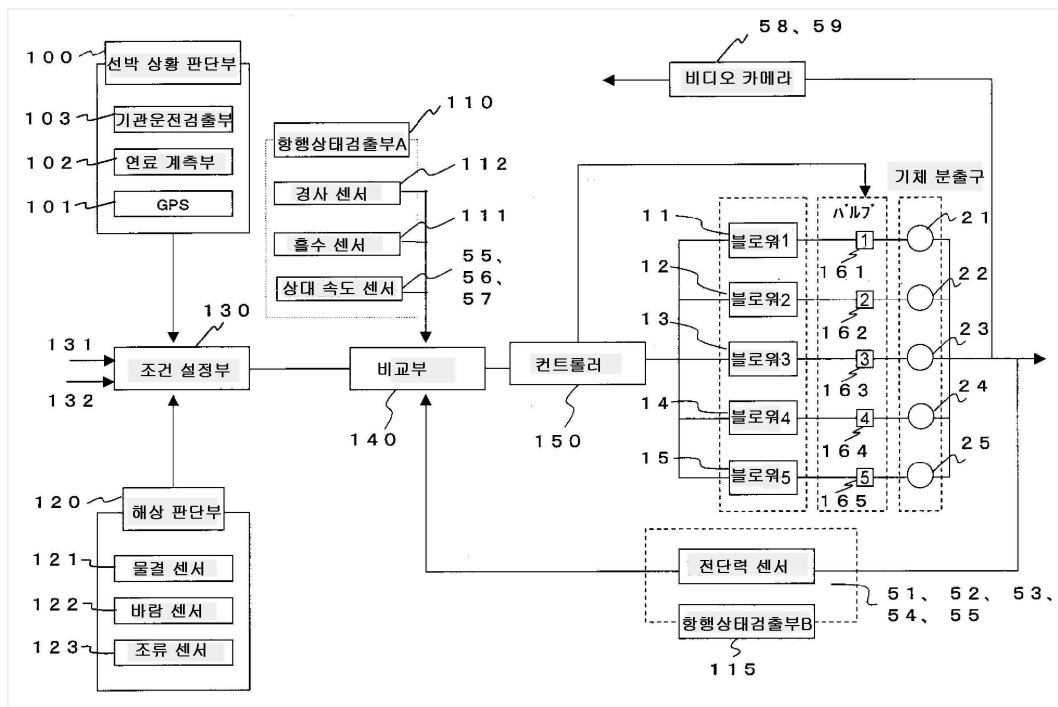 58、59
비디오 카메라
100
선박 상황 판단부
103
기관운전검출부
102
연료 계측부
101
GPS
110
항행상태검출부A
112
경사 센서
111
흘수 센서
55、
56、
57
상대 속도 센서
기체 분출구
バルブ
11
블로워1
1
161
21
12
블로워2
2
162
22
13
블로워3
3
163
23
14
블로워4
4
164
24
15
블로워5
5
165
25
130
131
132
조건 설정부
비교부
140
컨트롤러
150
120
해상 판단부
121
물결 센서
122
바람 센서
123
조류 센서
전단력 센서
51、52、53、
54、55
항행상태검출부B
115